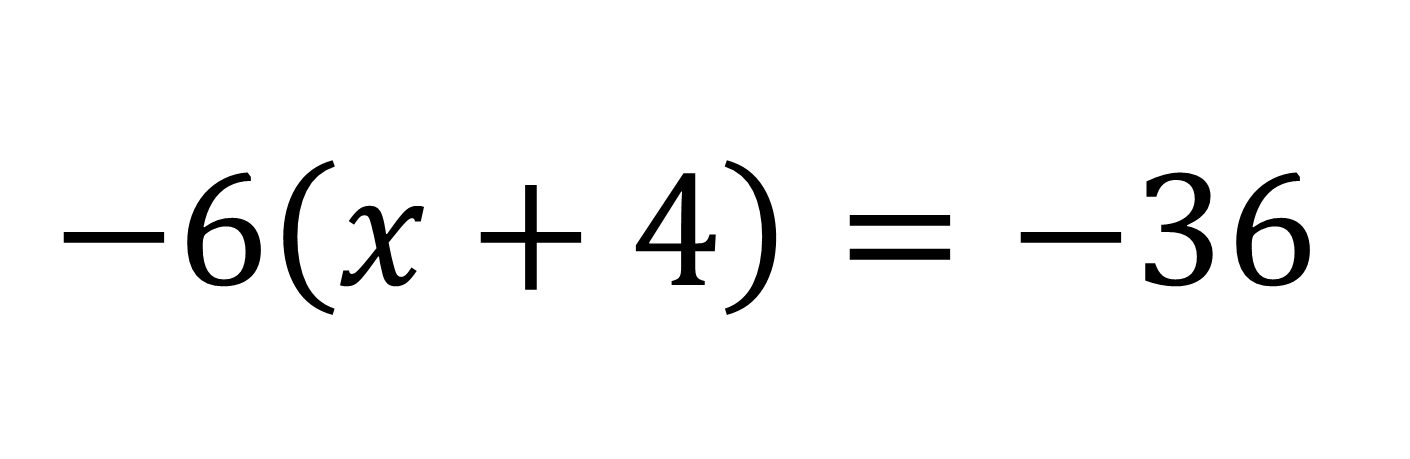 −6(x + 4) = −36